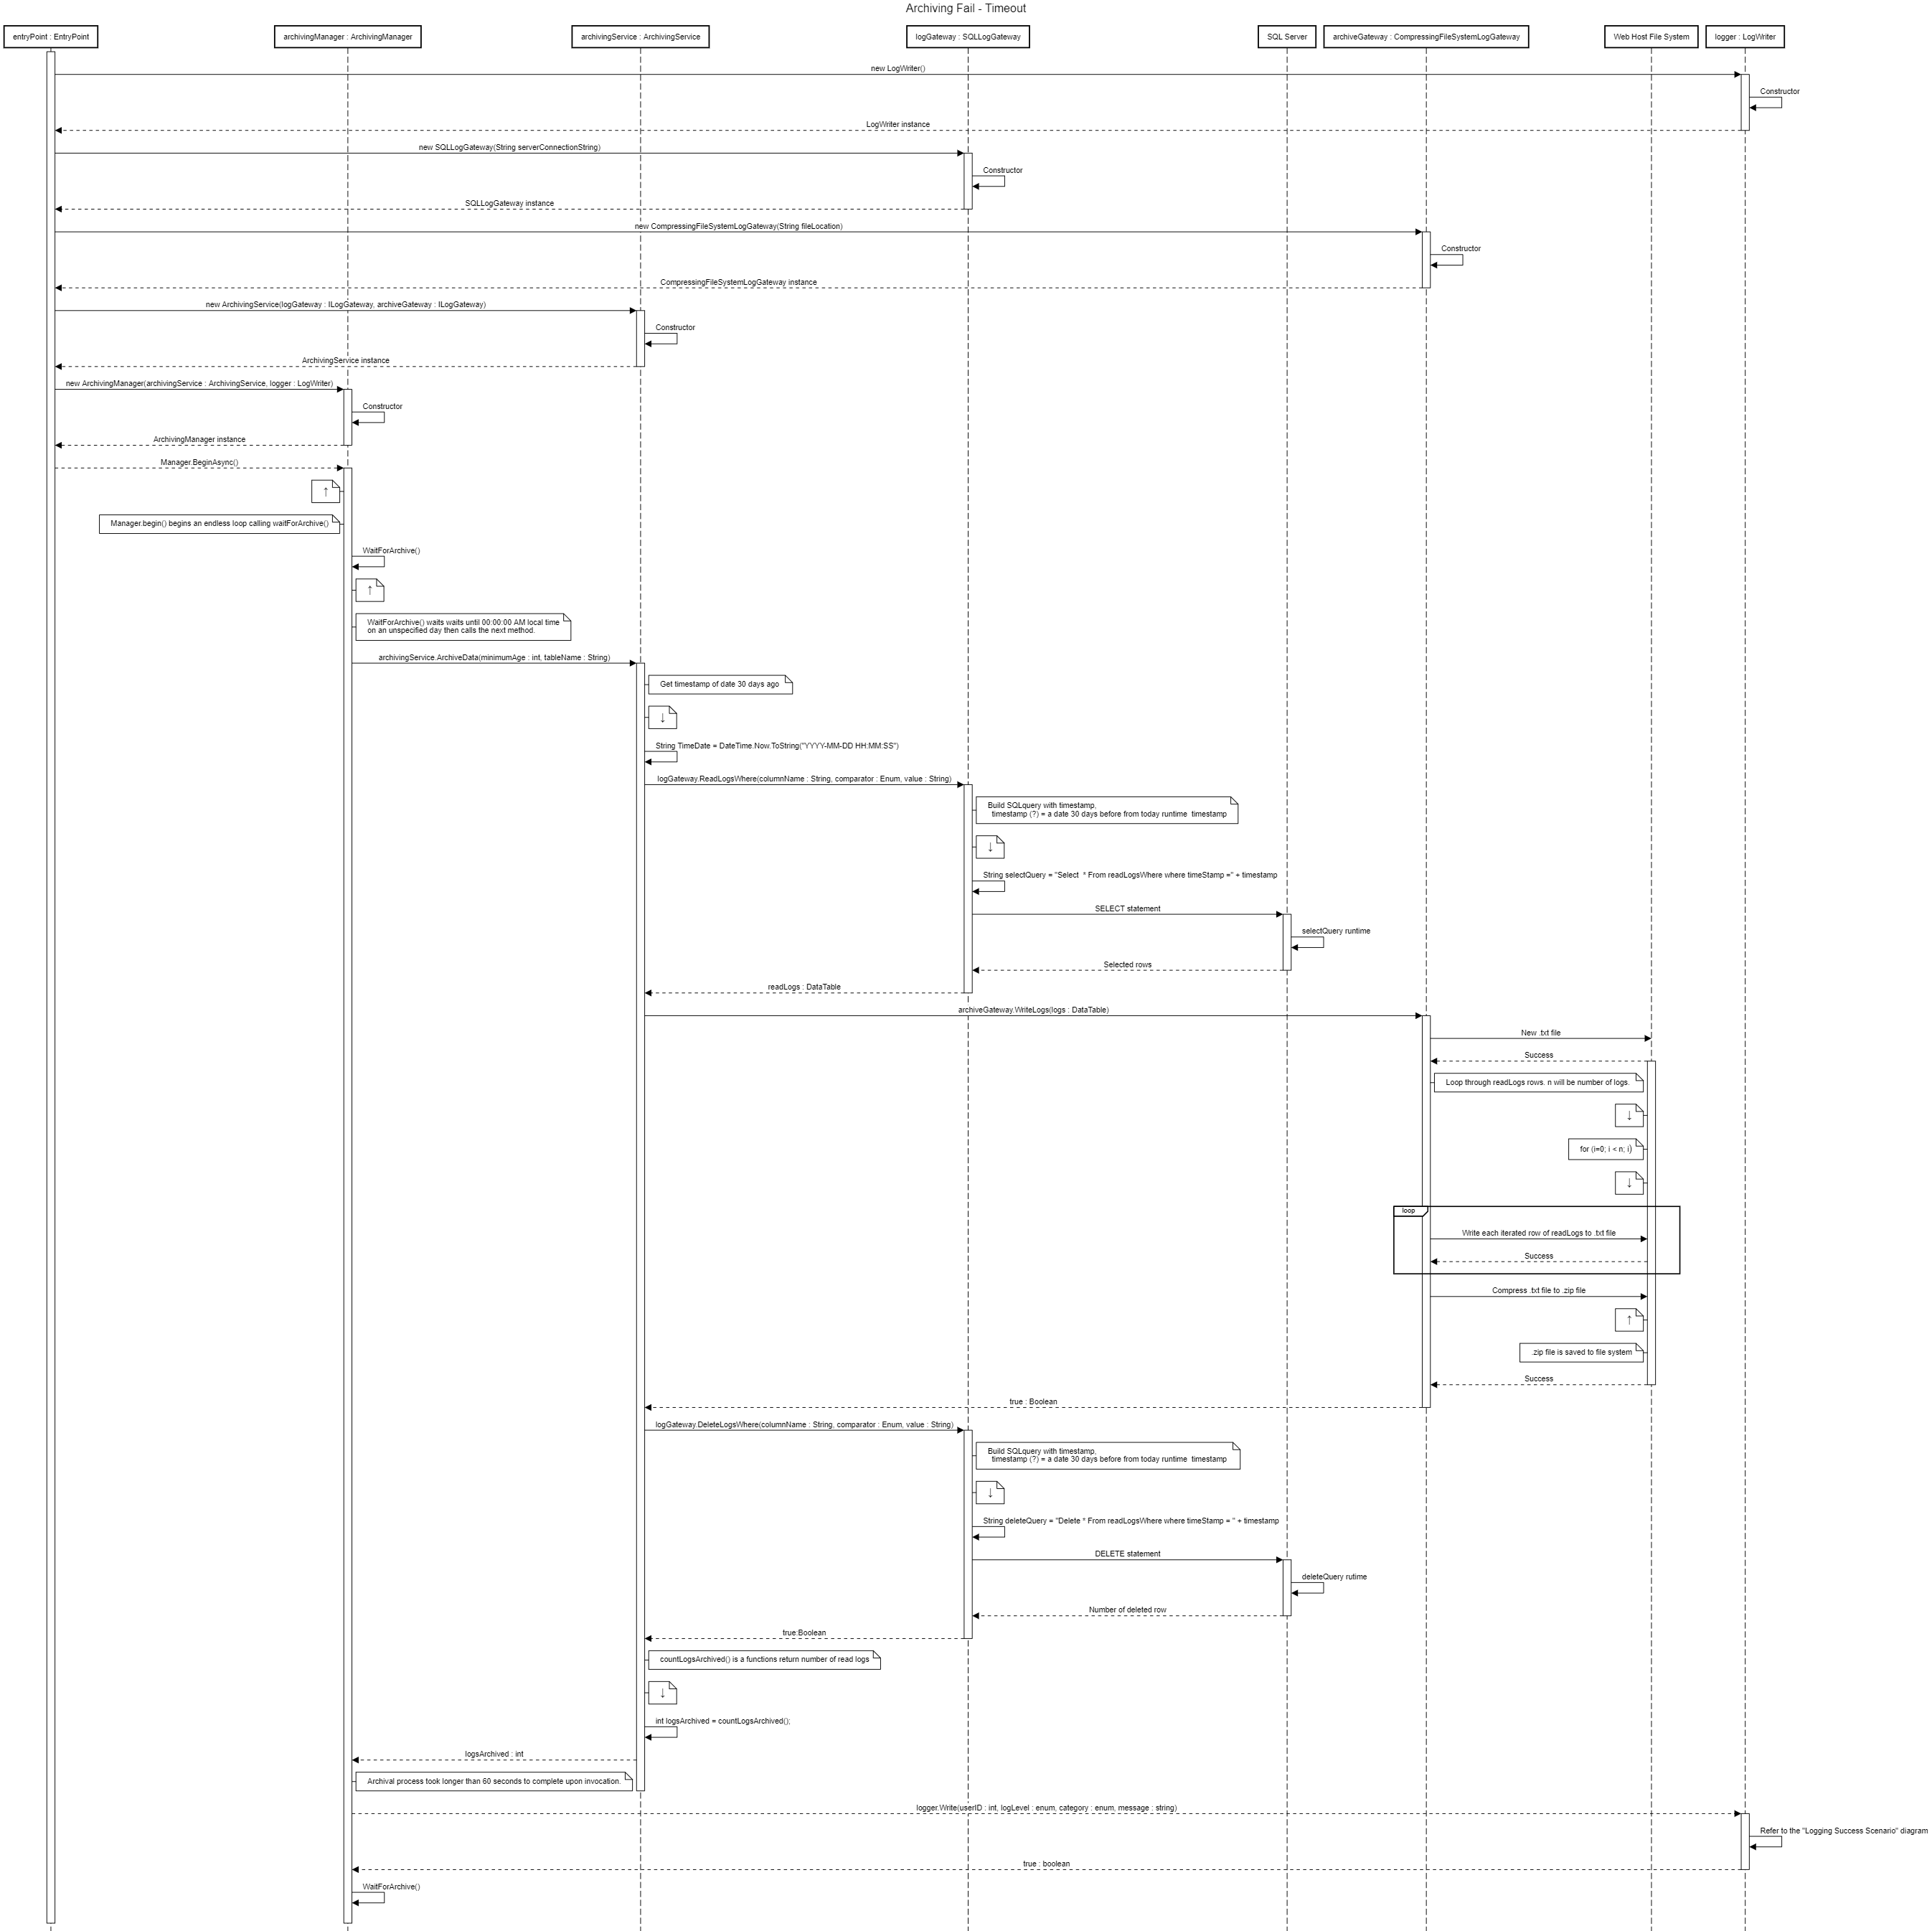 Archiving Fail - Timeout
entryPoint : EntryPoint
archivingManager : ArchivingManager
archivingService : ArchivingService
logGateway : SQLLogGateway
SQL Server
archiveGateway : CompressingFileSystemLogGateway
Web Host File System
logger : LogWriter
new LogWriter()
Constructor
LogWriter instance
new SQLLogGateway(String serverConnectionString)
Constructor
SQLLogGateway instance
new CompressingFileSystemLogGateway(String fileLocation)
Constructor
CompressingFileSystemLogGateway instance
new ArchivingService(logGateway : ILogGateway, archiveGateway : ILogGateway)
Constructor
ArchivingService instance
new ArchivingManager(archivingService : ArchivingService, logger : LogWriter)
Constructor
ArchivingManager instance
Manager.BeginAsync()
↑
Manager.begin() begins an endless loop calling waitForArchive()
WaitForArchive()
↑
WaitForArchive() waits waits until 00:00:00 AM local time
on an unspecified day then calls the next method.
archivingService.ArchiveData(minimumAge : int, tableName : String)
Get timestamp of date 30 days ago
↓
String TimeDate = DateTime.Now.ToString("YYYY-MM-DD HH:MM:SS")
logGateway.ReadLogsWhere(columnName : String, comparator : Enum, value : String)
Build SQLquery with timestamp,
timestamp (?) = a date 30 days before from today runtime timestamp
↓
String selectQuery = "Select * From readLogsWhere where timeStamp =" + timestamp
SELECT statement
selectQuery runtime
Selected rows
readLogs : DataTable
archiveGateway.WriteLogs(logs : DataTable)
New .txt file
Success
Loop through readLogs rows. n will be number of logs.
↓
for (i=0; i < n; i)
↓
loop
Write each iterated row of readLogs to .txt file
Success
Compress .txt file to .zip file
↑
.zip file is saved to file system
Success
true : Boolean
logGateway.DeleteLogsWhere(columnName : String, comparator : Enum, value : String)
Build SQLquery with timestamp,
timestamp (?) = a date 30 days before from today runtime timestamp
↓
String deleteQuery = "Delete * From readLogsWhere where timeStamp = " + timestamp
DELETE statement
deleteQuery rutime
Number of deleted row
true:Boolean
countLogsArchived() is a functions return number of read logs
↓
int logsArchived = countLogsArchived();
logsArchived : int
Archival process took longer than 60 seconds to complete upon invocation.
logger.Write(userID : int, logLevel : enum, category : enum, message : string)
Refer to the "Logging Success Scenario" diagram
true : boolean
WaitForArchive()